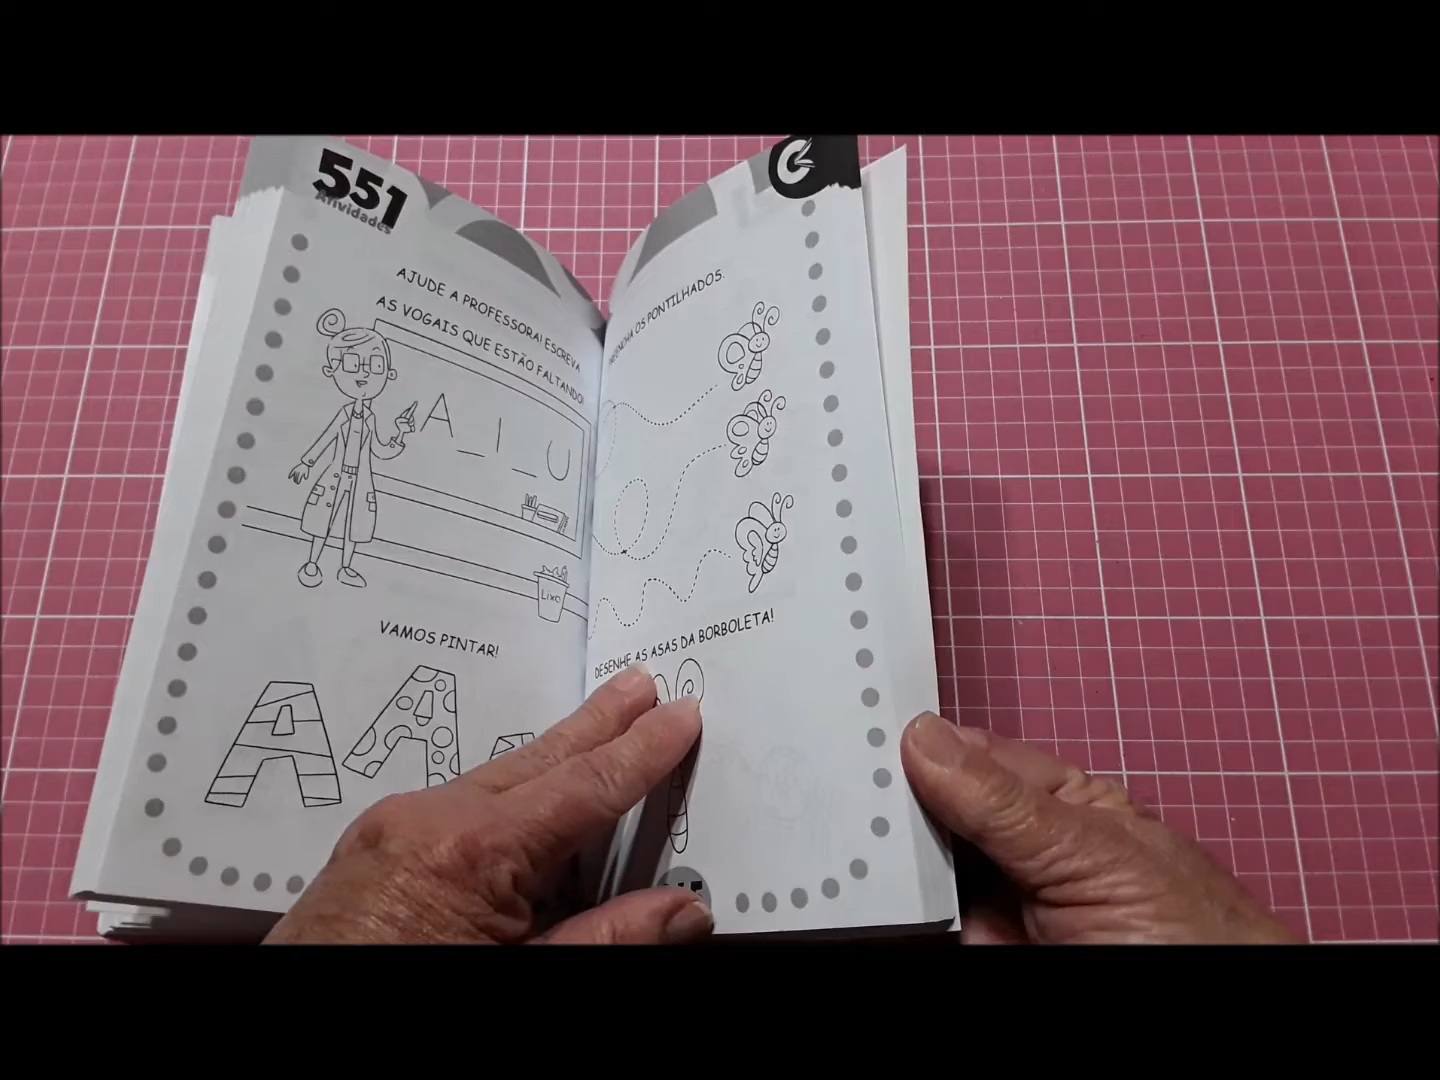 551
Atividades
AJUDE A PROFESSORA! ESCREVA
AS VOGAIS QUE ESTÃO FALTANDO!
A _ I _ U
LIXO
VAMOS PINTAR!
A A
OS PONTILHADOS.
DESENHE AS ASAS DA BORBOLETA!